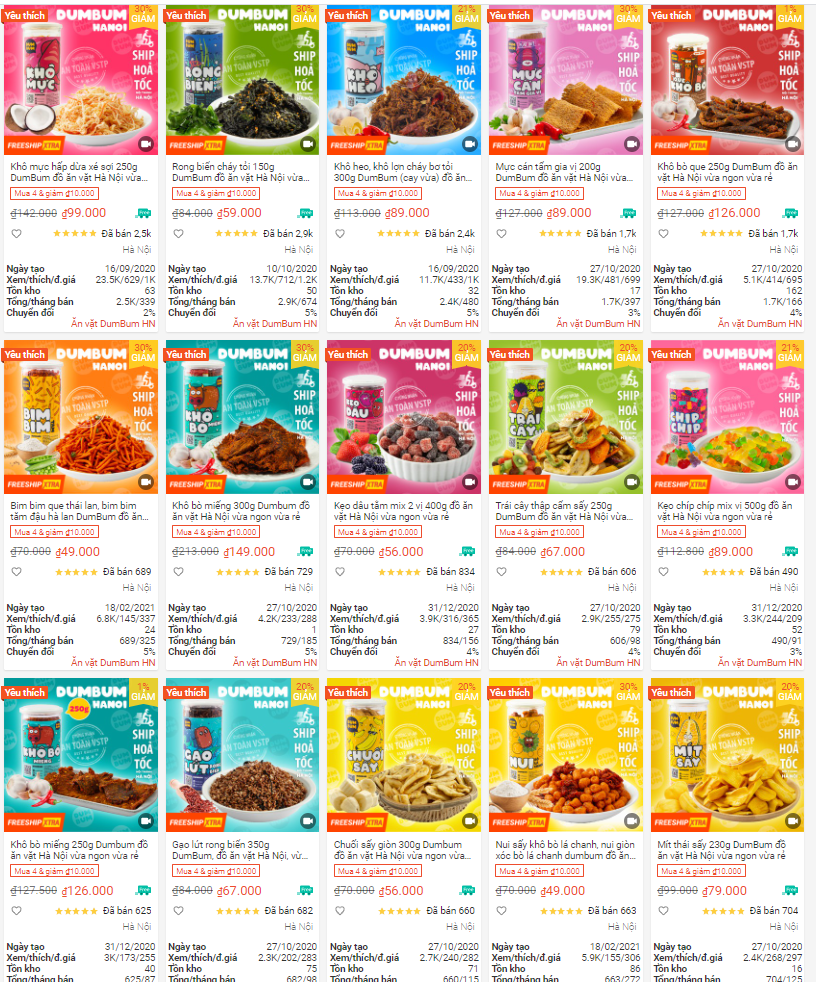 Yêu thích DUMBUM HANOI 30% GIẢM
SHIP HOẢ TỐC
KHÔ MỰC
AN TOÀN VSTP
FREESHIP XTRA
Khô mực hấp dừa xé sợi 250g
DumBum đồ ăn vặt Hà Nội vừa...
Mua 4 & giảm ₫10.000
₫142.000 ₫99.000
Đã bán 2,5k
Hà Nội
Ngày tạo 16/09/2020
Xem/thích/đ.giá 23.5K/629/1K
Tồn kho 63
Tổng/tháng bán 2.5K/339
Chuyển đổi 2%
Ăn vặt DumBum HN
Yêu thích DUMBUM HANOI 30% GIẢM
SHIP HOẢ TỐC
RONG BIỂN
AN TOÀN VSTP
FREESHIP XTRA
Rong biển cháy tỏi 150g
DumBum đồ ăn vặt Hà Nội vừa...
Mua 4 & giảm ₫10.000
₫84.000 ₫59.000
Đã bán 2,9k
Hà Nội
Ngày tạo 10/10/2020
Xem/thích/đ.giá 13.7K/712/1.2K
Tồn kho 50
Tổng/tháng bán 2.9K/674
Chuyển đổi 5%
Ăn vặt DumBum HN
Yêu thích DUMBUM HANOI 21% GIẢM
SHIP HOẢ TỐC
KHÔ HEO
AN TOÀN VSTP
FREESHIP XTRA
Khô heo, khô lợn cháy bơ tỏi
300g DumBum (cay vừa) đồ ăn...
Mua 4 & giảm ₫10.000
₫113.000 ₫89.000
Đã bán 2,4k
Hà Nội
Ngày tạo 16/09/2020
Xem/thích/đ.giá 11.7K/433/1K
Tồn kho 32
Tổng/tháng bán 2.4K/480
Chuyển đổi 5%
Ăn vặt DumBum HN
Yêu thích DUMBUM HANOI 30% GIẢM
SHIP HOẢ TỐC
MỰC CÁN
AN TOÀN VSTP
FREESHIP XTRA
Mực cán tẩm gia vị 200g
DumBum đồ ăn vặt Hà Nội vừa...
Mua 4 & giảm ₫10.000
₫127.000 ₫89.000
Đã bán 1,7k
Hà Nội
Ngày tạo 27/10/2020
Xem/thích/đ.giá 19.3K/481/699
Tồn kho 17
Tổng/tháng bán 1.7K/397
Chuyển đổi 3%
Ăn vặt DumBum HN
Yêu thích DUMBUM HANOI 1% GIẢM
SHIP HOẢ TỐC
QUE KHÔ BÒ
AN TOÀN VSTP
FREESHIP XTRA
Khô bò que 250g DumBum đồ ăn
vặt Hà Nội vừa ngon vừa rẻ
Mua 4 & giảm ₫10.000
₫127.000 ₫126.000
Đã bán 1,7k
Hà Nội
Ngày tạo 27/10/2020
Xem/thích/đ.giá 5.1K/414/695
Tồn kho 162
Tổng/tháng bán 1.7K/166
Chuyển đổi 4%
Ăn vặt DumBum HN
Yêu thích DUMBUM HANOI 30% GIẢM
SHIP HOẢ TỐC
BIM BIM
AN TOÀN VSTP
FREESHIP XTRA
Bim bim que thái lan, bim bim
tăm đậu hà lan DumBum đồ ăn...
Mua 4 & giảm ₫10.000
₫70.000 ₫49.000
Đã bán 689
Hà Nội
Ngày tạo 18/02/2021
Xem/thích/đ.giá 6.8K/145/337
Tồn kho 24
Tổng/tháng bán 689/325
Chuyển đổi 5%
Ăn vặt DumBum HN
Yêu thích DUMBUM HANOI 30% GIẢM
SHIP HOẢ TỐC
KHÔ BÒ MIẾNG
AN TOÀN VSTP
FREESHIP XTRA
Khô bò miếng 300g Dumbum đồ
ăn vặt Hà Nội vừa ngon vừa rẻ
Mua 4 & giảm ₫10.000
₫213.000 ₫149.000
Đã bán 729
Hà Nội
Ngày tạo 27/10/2020
Xem/thích/đ.giá 4.2K/233/288
Tồn kho 1
Tổng/tháng bán 729/185
Chuyển đổi 5%
Ăn vặt DumBum HN
Yêu thích DUMBUM HANOI 20% GIẢM
SHIP HOẢ TỐC
KẸO DÂU
AN TOÀN VSTP
FREESHIP XTRA
Kẹo dâu tằm mix 2 vị 400g đồ ăn
vặt Hà Nội vừa ngon vừa rẻ
Mua 4 & giảm ₫10.000
₫70.000 ₫56.000
Đã bán 834
Hà Nội
Ngày tạo 31/12/2020
Xem/thích/đ.giá 3.9K/316/365
Tồn kho 27
Tổng/tháng bán 834/156
Chuyển đổi 4%
Ăn vặt DumBum HN
Yêu thích DUMBUM HANOI 20% GIẢM
SHIP HOẢ TỐC
TRÁI CÂY
AN TOÀN VSTP
FREESHIP XTRA
Trái cây thập cẩm sấy 250g
DumBum đồ ăn vặt Hà Nội vừa...
Mua 4 & giảm ₫10.000
₫84.000 ₫67.000
Đã bán 606
Hà Nội
Ngày tạo 27/10/2020
Xem/thích/đ.giá 2.9K/255/275
Tồn kho 79
Tổng/tháng bán 606/98
Chuyển đổi 4%
Ăn vặt DumBum HN
Yêu thích DUMBUM HANOI 21% GIẢM
SHIP HOẢ TỐC
CHIP CHIP
AN TOÀN VSTP
FREESHIP XTRA
Kẹo chíp chíp mix vị 500g đồ ăn
vặt Hà Nội vừa ngon vừa rẻ
Mua 4 & giảm ₫10.000
₫112.800 ₫89.000
Đã bán 490
Hà Nội
Ngày tạo 31/12/2020
Xem/thích/đ.giá 3.3K/244/209
Tồn kho 52
Tổng/tháng bán 490/91
Chuyển đổi 3%
Ăn vặt DumBum HN
Yêu thích DUMBUM HANOI 1% GIẢM
250g
SHIP HOẢ TỐC
KHÔ BÒ MIẾNG
AN TOÀN VSTP
FREESHIP XTRA
Khô bò miếng 250g Dumbum đồ
ăn vặt Hà Nội vừa ngon vừa rẻ
Mua 4 & giảm ₫10.000
₫127.500 ₫126.000
Đã bán 625
Hà Nội
Ngày tạo 31/12/2020
Xem/thích/đ.giá 3K/173/255
Tồn kho 40
Tổng/tháng bán 625/87
Yêu thích DUMBUM HANOI 20% GIẢM
SHIP HOẢ TỐC
GẠO LỨT
AN TOÀN VSTP
FREESHIP XTRA
Gạo lứt rong biển 350g
DumBum, đồ ăn vặt Hà Nội, vừ...
Mua 4 & giảm ₫10.000
₫84.000 ₫67.000
Đã bán 682
Hà Nội
Ngày tạo 27/10/2020
Xem/thích/đ.giá 2.3K/202/283
Tồn kho 75
Tổng/tháng bán 682/98
Yêu thích DUMBUM HANOI 20% GIẢM
SHIP HOẢ TỐC
CHUỐI SẤY
AN TOÀN VSTP
FREESHIP XTRA
Chuối sấy giòn 300g Dumbum
đồ ăn vặt Hà Nội vừa ngon vừa...
Mua 4 & giảm ₫10.000
₫70.000 ₫56.000
Đã bán 660
Hà Nội
Ngày tạo 27/10/2020
Xem/thích/đ.giá 2.7K/240/282
Tồn kho 71
Tổng/tháng bán 660/115
Yêu thích DUMBUM HANOI 30% GIẢM
SHIP HOẢ TỐC
NUI
AN TOÀN VSTP
FREESHIP XTRA
Nui sấy khô bò lá chanh, nui giòn
xóc bò lá chanh dumbum đồ ăn...
Mua 4 & giảm ₫10.000
₫70.000 ₫49.000
Đã bán 663
Hà Nội
Ngày tạo 18/02/2021
Xem/thích/đ.giá 5.9K/155/306
Tồn kho 86
Tổng/tháng bán 663/272
Yêu thích DUMBUM HANOI 20% GIẢM
SHIP HOẢ TỐC
MÍT SẤY
AN TOÀN VSTP
FREESHIP XTRA
Mít thái sấy 230g DumBum đồ
ăn vặt Hà Nội vừa ngon vừa rẻ
Mua 4 & giảm ₫10.000
₫99.000 ₫79.000
Đã bán 704
Hà Nội
Ngày tạo 27/10/2020
Xem/thích/đ.giá 2.4K/268/297
Tồn kho 16
Tổng/tháng bán 704/125